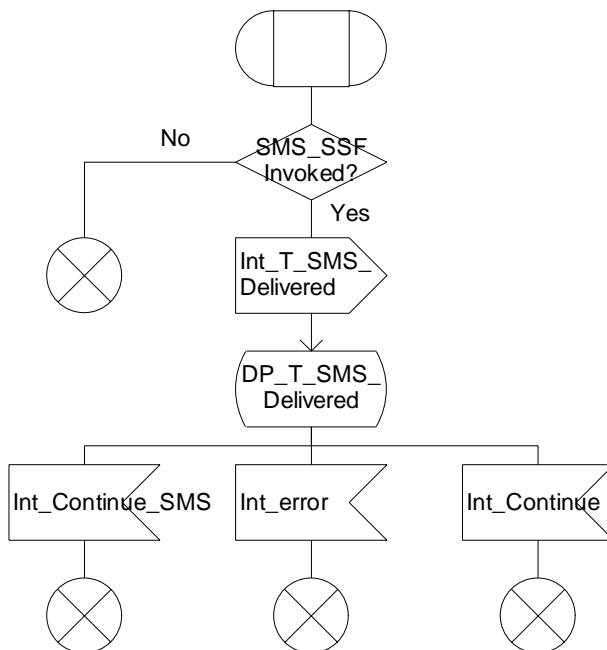 No
SMS_SSF
Invoked?
Yes
Int_T_SMS_
Delivered
DP_T_SMS_
Delivered
Int_Continue_SMS
Int_error
Int_Continue